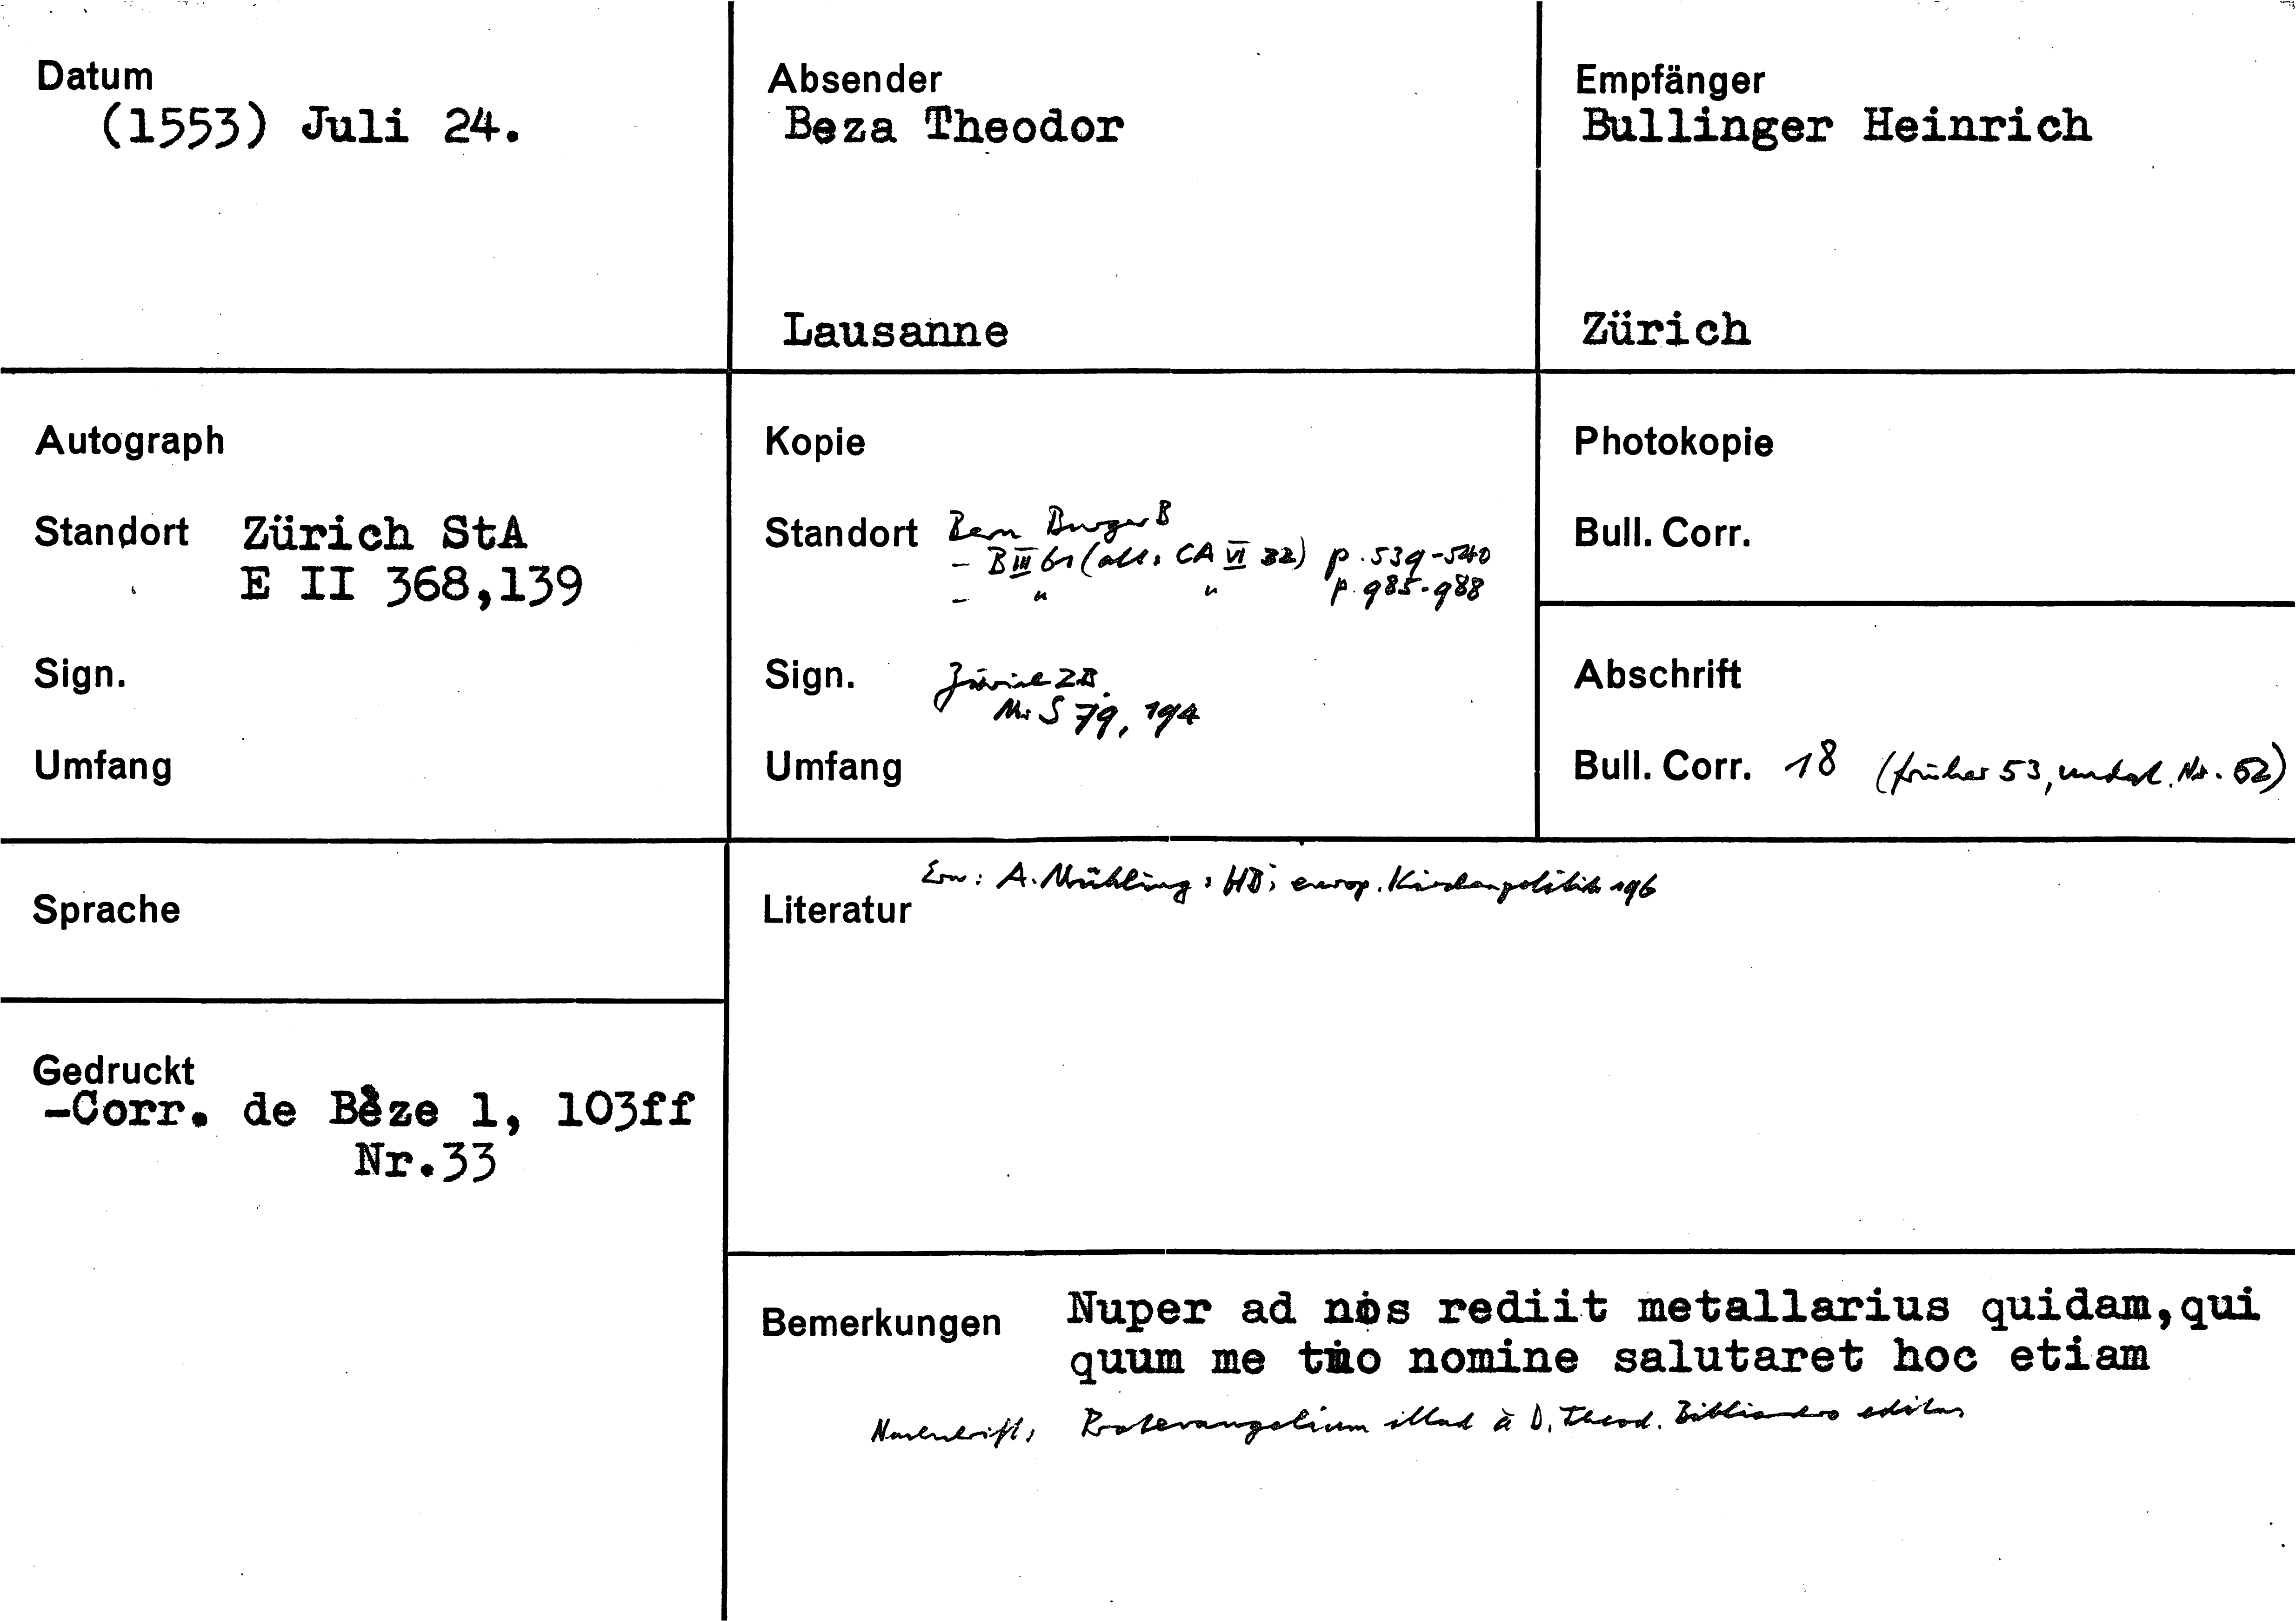 Datum
(1553) Juli 24.
Absender
Beza Theodor
Lausanne
Empfänger
Bullinger Heinrich
Zürich
Autograph
Standort Zürich StA
E II 368,139
Sign.
Umfang
Kopie
Standort Bern Burger B
- B III 61 (alt: CA VI 32) p. 539-540
- " " p. 985-988
Sign. Zürich ZB
Ms S 79, 194
Umfang
Photokopie
Bull. Corr.
Abschrift
Bull. Corr. 18 (früher 53, undat. Nr. 52)
Sprache
Literatur Erw: A. Mühling: HBs europ. Kirchenpolitik 196
Gedruckt
-Corr. de Bèze 1, 103ff
Nr.33
Bemerkungen Nuper ad nos rediit metallarius quidam,qui
quum me tuo nomine salutaret hoc etiam
Nachschrift: Protevangelium illud à D. Theod. Bibliandro editum